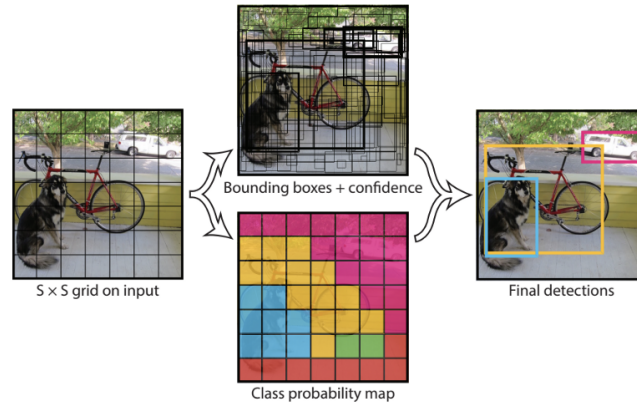 Bounding boxes + confidence
S × S grid on input
Final detections
Class probability map